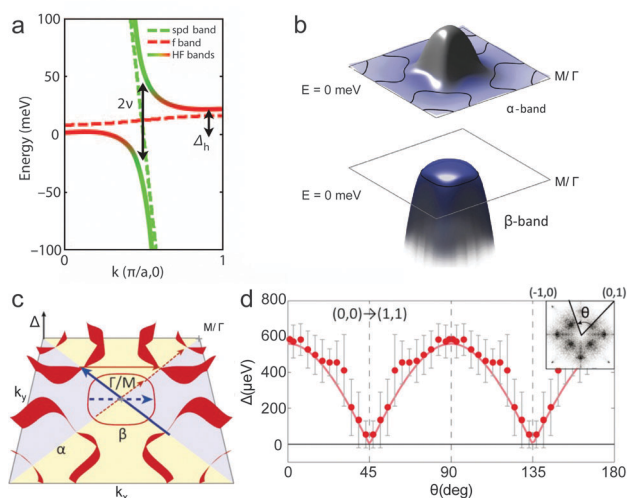 a
100
50
0
-50
-100
Energy (meV)
spd band
f band
HF bands
2ν
Δh
0
1
k (π/a,0)
b
E = 0 meV
M/Γ
α-band
E = 0 meV
M/Γ
β-band
c
Δ
M/Γ
ky
Γ/M
α
β
kx
d
800
600
400
200
0
Δ(μeV)
(0,0)→(1,1)
(-1,0)
(0,1)
θ
0
45
90
135
180
θ(deg)